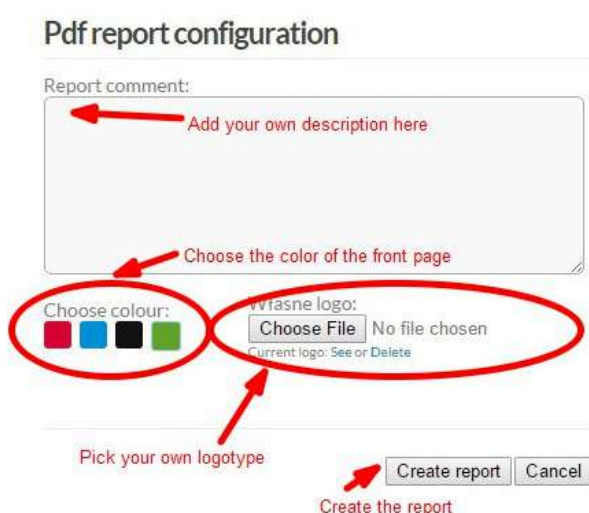 Pdf report configuration
Report comment:
Add your own description here
Choose the color of the front page
Choose colour:
Własne logo:
Choose File No file chosen
Current logo: See or Delete
Pick your own logotype
Create report Cancel
Create the report